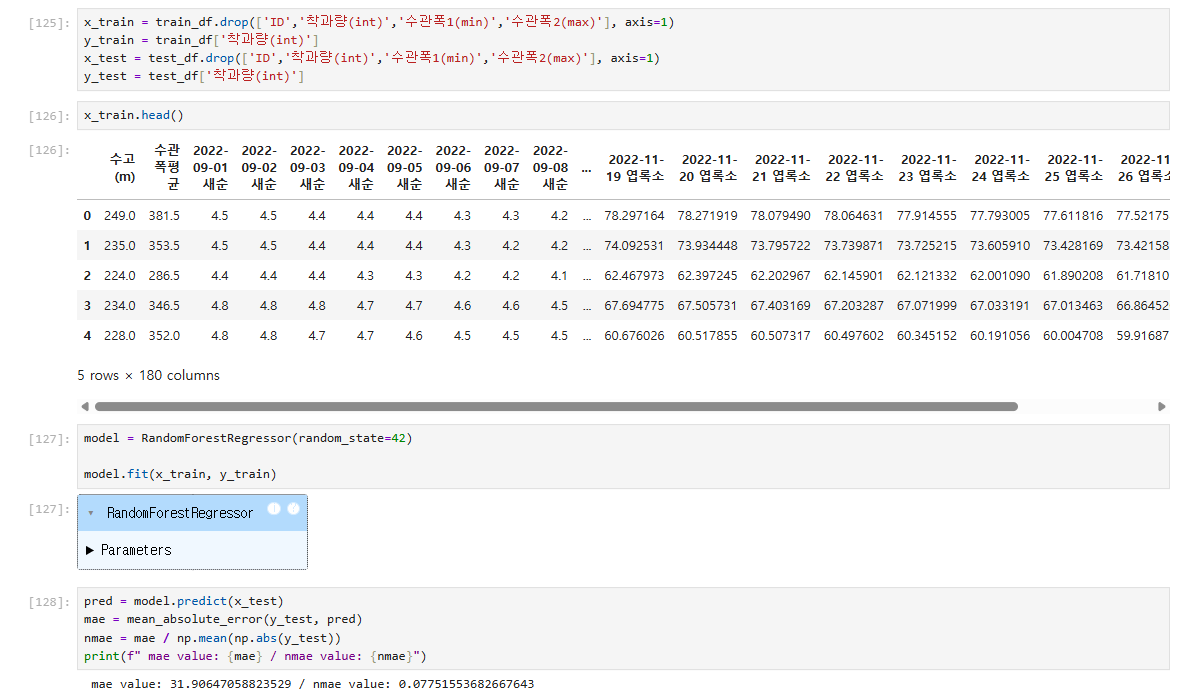 [125]: x_train = train_df.drop(['ID','착과량(int)','수관폭1(min)','수관폭2(max)'], axis=1)
y_train = train_df['착과량(int)']
x_test = test_df.drop(['ID','착과량(int)','수관폭1(min)','수관폭2(max)'], axis=1)
y_test = test_df['착과량(int)']
[126]: x_train.head()
[126]: 수고(m) 수관폭평균 2022-09-01 새순 2022-09-02 새순 2022-09-03 새순 2022-09-04 새순 2022-09-05 새순 2022-09-06 새순 2022-09-07 새순 2022-09-08 새순 ... 2022-11-19 엽록소 2022-11-20 엽록소 2022-11-21 엽록소 2022-11-22 엽록소 2022-11-23 엽록소 2022-11-24 엽록소 2022-11-25 엽록소 2022-11-26 엽록소
0 249.0 381.5 4.5 4.5 4.4 4.4 4.4 4.3 4.3 4.2 ... 78.297164 78.271919 78.079490 78.064631 77.914555 77.793005 77.611816 77.52175
1 235.0 353.5 4.5 4.5 4.4 4.4 4.4 4.3 4.2 4.2 ... 74.092531 73.934448 73.795722 73.739871 73.725215 73.605910 73.428169 73.42158
2 224.0 286.5 4.4 4.4 4.4 4.3 4.3 4.2 4.2 4.1 ... 62.467973 62.397245 62.202967 62.145901 62.121332 62.001090 61.890208 61.71810
3 234.0 346.5 4.8 4.8 4.8 4.7 4.7 4.6 4.6 4.5 ... 67.694775 67.505731 67.403169 67.203287 67.071999 67.033191 67.013463 66.86452
4 228.0 352.0 4.8 4.8 4.7 4.7 4.6 4.5 4.5 4.5 ... 60.676026 60.517855 60.507317 60.497602 60.345152 60.191056 60.004708 59.91687
5 rows × 180 columns
[127]: model = RandomForestRegressor(random_state=42)
model.fit(x_train, y_train)
[127]: ▾ RandomForestRegressor
▶ Parameters
[128]: pred = model.predict(x_test)
mae = mean_absolute_error(y_test, pred)
nmae = mae / np.mean(np.abs(y_test))
print(f" mae value: {mae} / nmae value: {nmae}")
mae value: 31.90647058823529 / nmae value: 0.07751553682667643